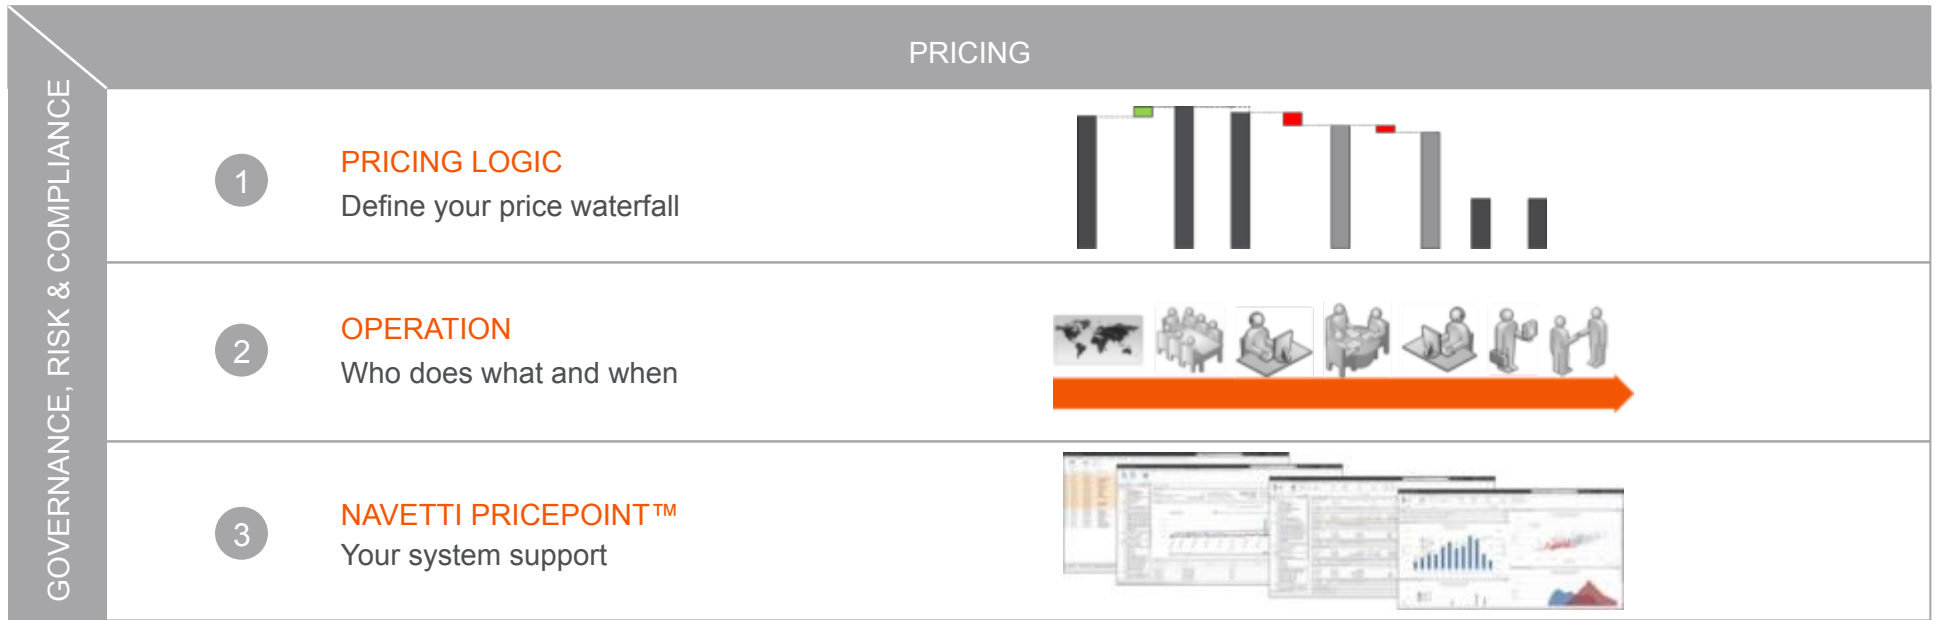 PRICING
GOVERNANCE, RISK & COMPLIANCE
1
PRICING LOGIC
Define your price waterfall
2
OPERATION
Who does what and when
3
NAVETTI PRICEPOINT™
Your system support